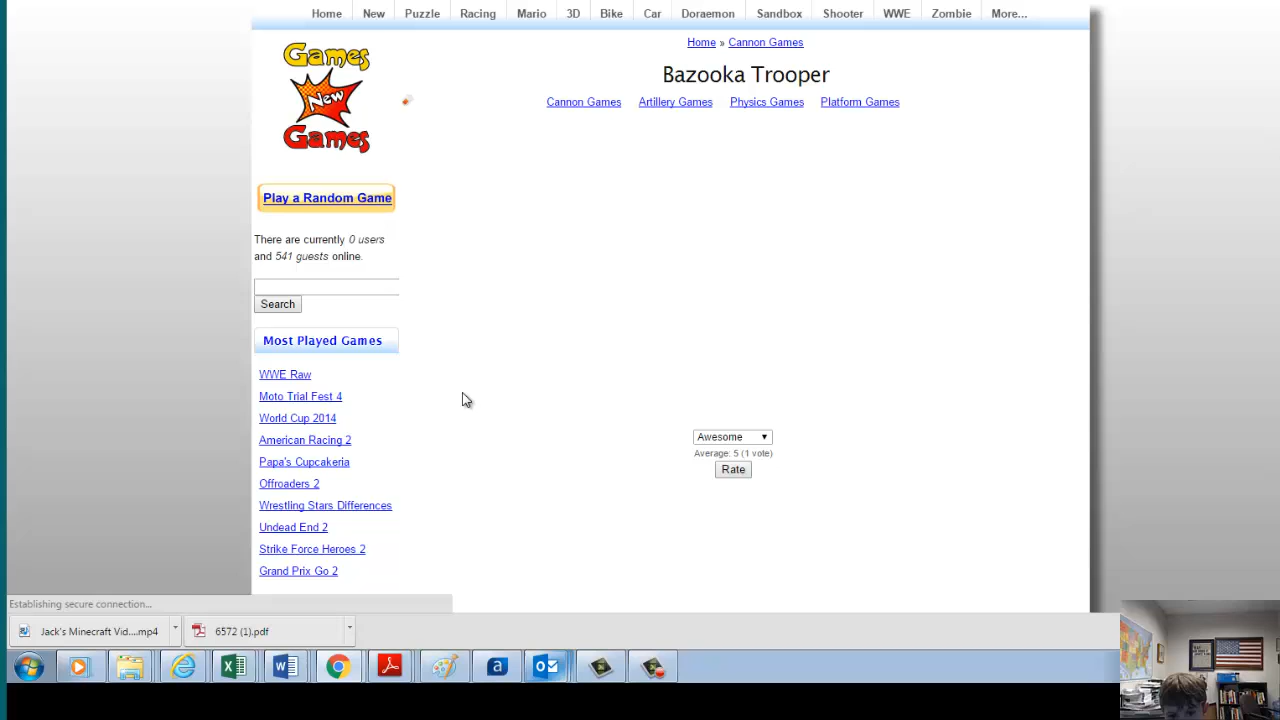 Home New Puzzle Racing Mario 3D Bike Car Doraemon Sandbox Shooter WWE Zombie More...
Home » Cannon Games
Bazooka Trooper
Cannon Games Artillery Games Physics Games Platform Games
Games
New
Games
Play a Random Game
There are currently 0 users
and 541 guests online.
Search
Most Played Games
WWE Raw
Moto Trial Fest 4
World Cup 2014
American Racing 2
Papa's Cupcakeria
Offroaders 2
Wrestling Stars Differences
Undead End 2
Strike Force Heroes 2
Grand Prix Go 2
Awesome
Average: 5 (1 vote)
Rate
Establishing secure connection...
Jack's Minecraft Vid....mp4
6572 (1).pdf